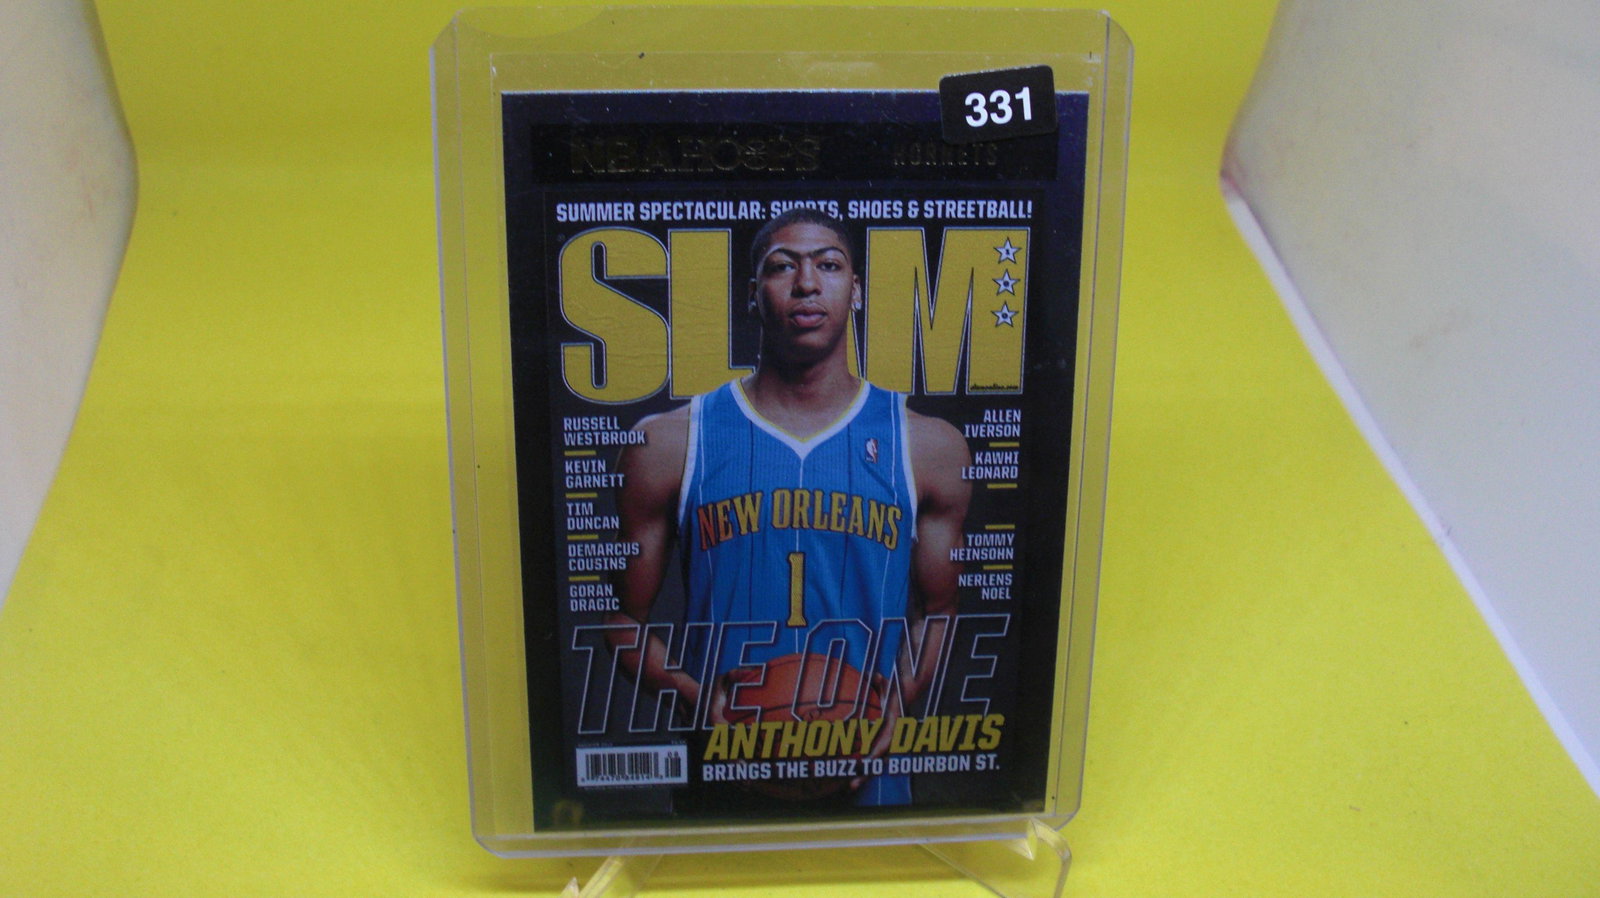 331
NBA HOOPS
HORNETS
SUMMER SPECTACULAR: SHORTS, SHOES & STREETBALL!
SLAM
slamonline.com
RUSSELL
WESTBROOK
KEVIN
GARNETT
TIM
DUNCAN
DEMARCUS
COUSINS
GORAN
DRAGIC
ALLEN
IVERSON
KAWHI
LEONARD
TOMMY
HEINSOHN
NERLENS
NOEL
NEW ORLEANS
1
THE ONE
ANTHONY DAVIS
BRINGS THE BUZZ TO BOURBON ST.